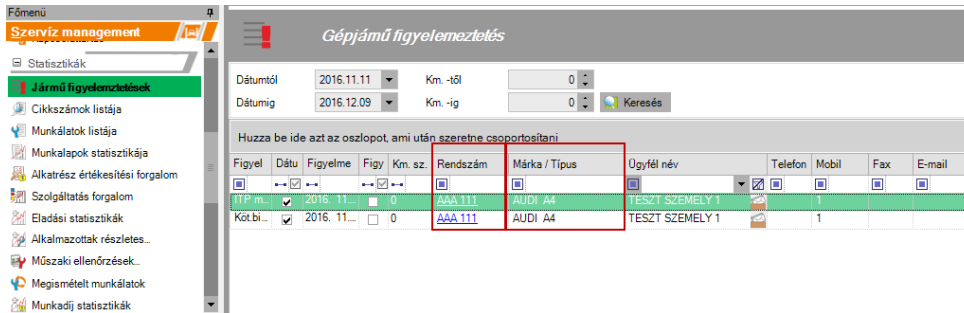 Főmenü
Szervíz management
Statisztikák
Jármű figyelemztetések
Cikkszámok listája
Munkálatok listája
Munkalapok statisztikája
Alkatrész értékesítési forgalom
Szolgáltatás forgalom
Eladási statisztikák
Alkalmazottak részletes...
Műszaki ellenőrzések...
Megismételt munkálatok
Munkadíj statisztikák
Gépjámű figyelemeztetés
Dátumtól 2016.11.11 Km. -től 0
Dátumig 2016.12.09 Km. -ig 0 Keresés
Huzza be ide azt az oszlopot, ami után szeretne csoportosítani
Figyel Dátu Figyelme Figy Km. sz. Rendszám Márka / Típus Ügyfél név Telefon Mobil Fax E-mail
ITP m... 2016. 11.... 0 AAA 111 AUDI A4 TESZT SZEMELY 1 1
Köt.bi... 2016. 11.... 0 AAA 111 AUDI A4 TESZT SZEMELY 1 1